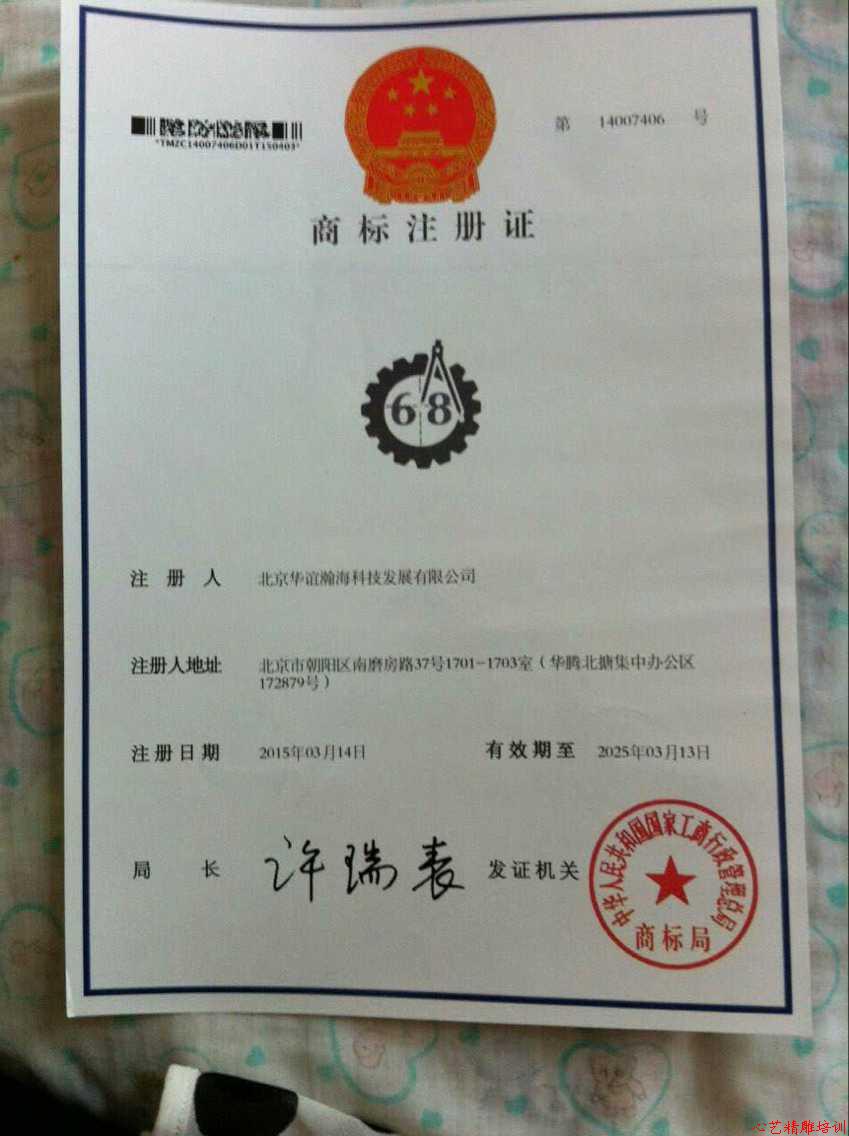 第 14007406 号
*TMZC14007406D01T150403*
商标注册证
68
注册人 北京华谊瀚海科技发展有限公司
注册人地址 北京市朝阳区南磨房路37号1701-1703室（华腾北搪集中办公区
172879号）
注册日期 2015年03月14日 有效期至 2025年03月13日
局长 许瑞表 发证机关
中华人民共和国国家工商行政管理总局
商标局
心艺精雕培训